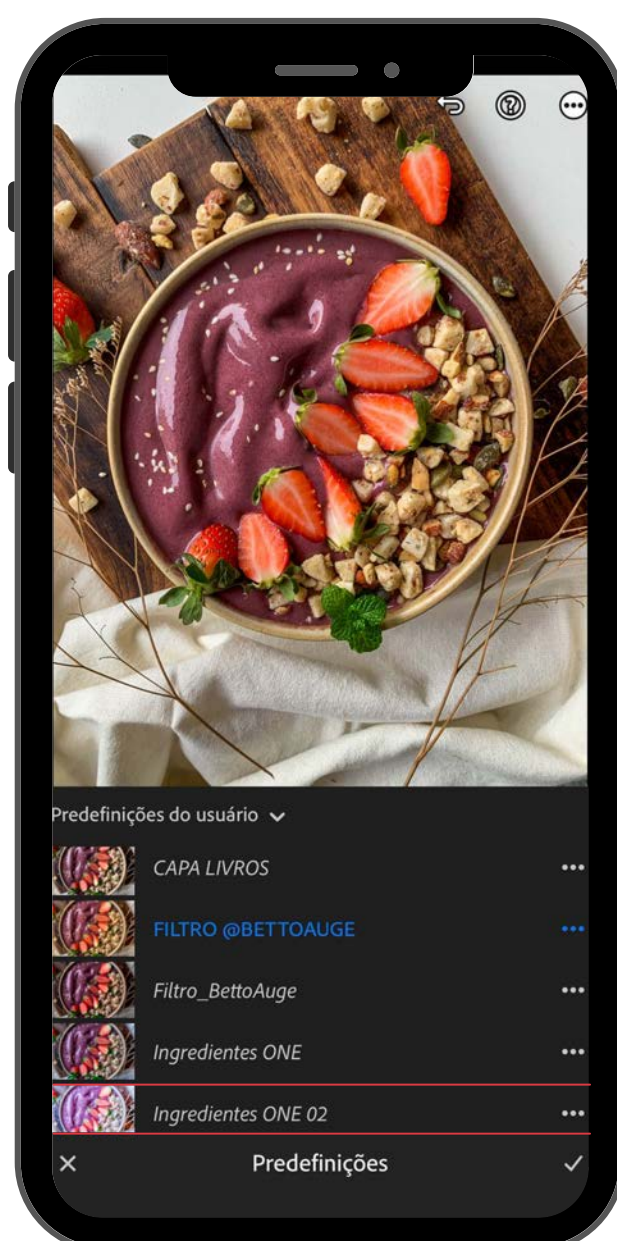 Predefinições do usuário
CAPA LIVROS
FILTRO @BETTOAUGE
Filtro_BettoAuge
Ingredientes ONE
Ingredientes ONE 02
Predefinições